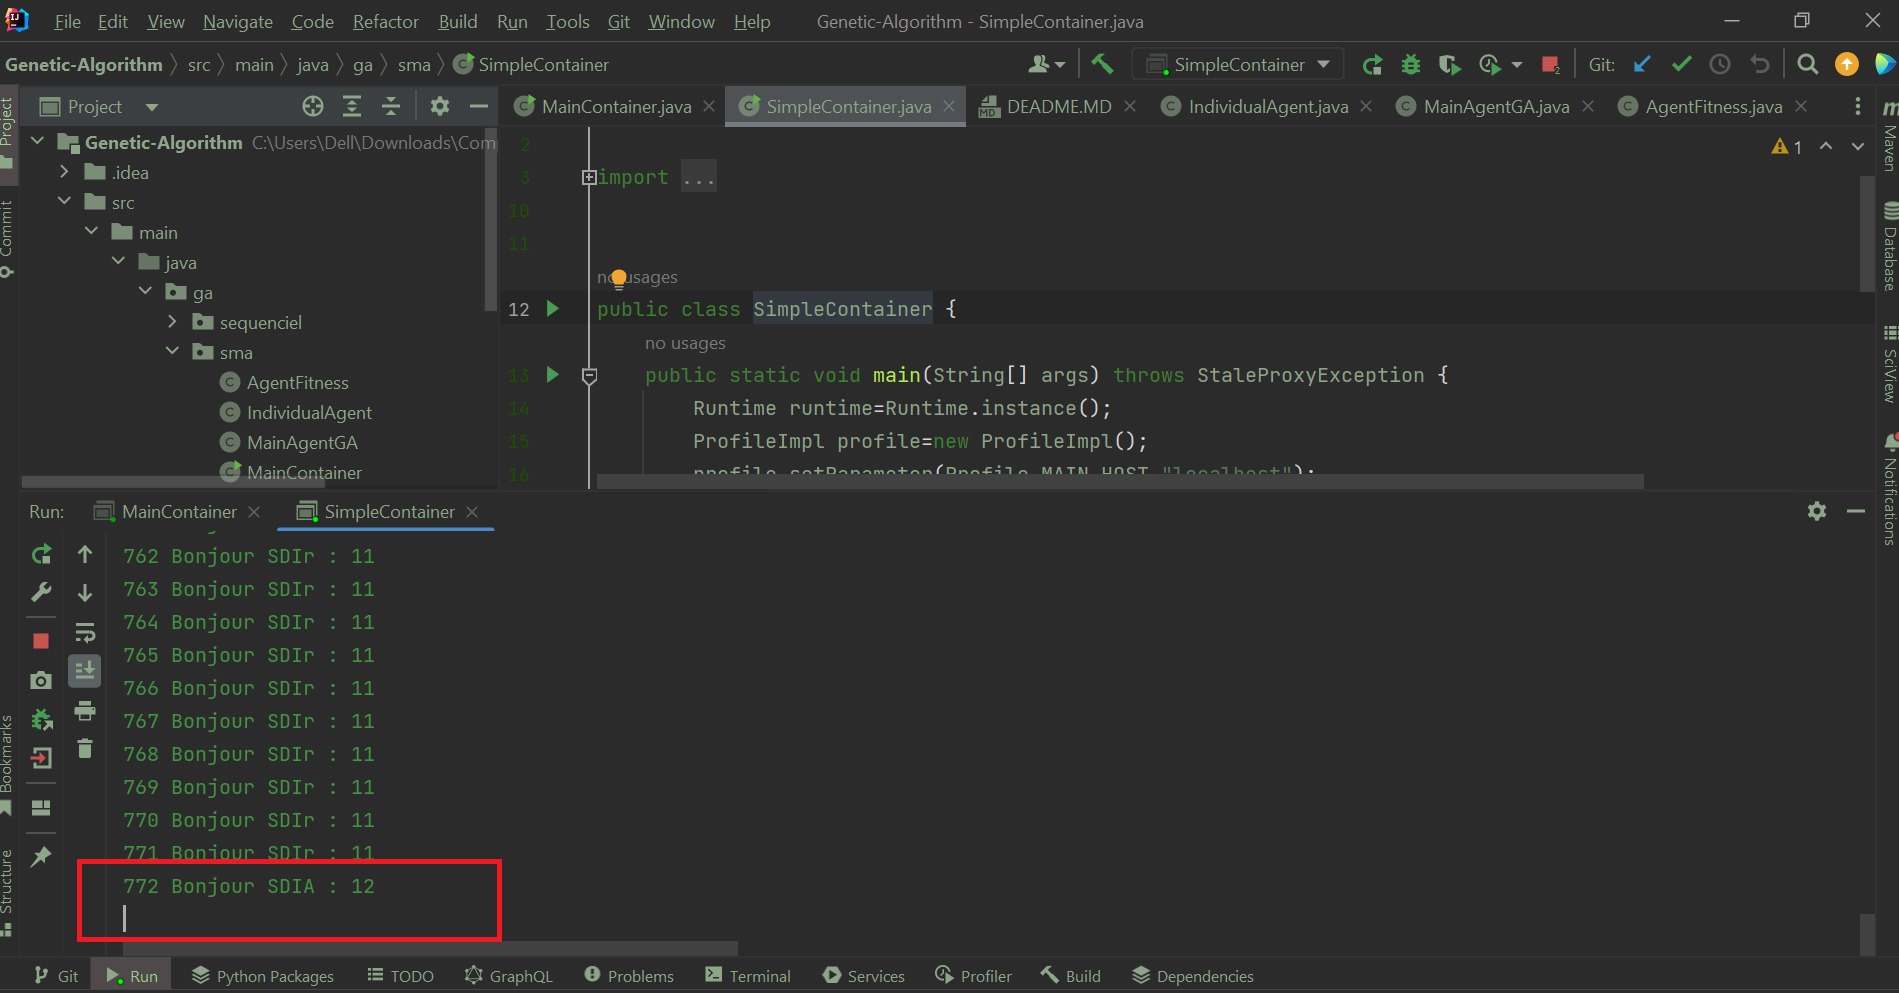 File Edit View Navigate Code Refactor Build Run Tools Git Window Help Genetic-Algorithm - SimpleContainer.java
Genetic-Algorithm src main java ga sma SimpleContainer SimpleContainer 2 Git:
Project
Project
Commit
MainContainer.java SimpleContainer.java DEADME.MD IndividualAgent.java MainAgentGA.java AgentFitness.java
Genetic-Algorithm C:\Users\Dell\Downloads\Com
.idea
src
main
java
ga
sequenciel
sma
AgentFitness
IndividualAgent
MainAgentGA
MainContainer
1
2
3 import ...
10
11
no usages
12 public class SimpleContainer {
no usages
13 public static void main(String[] args) throws StaleProxyException {
14 Runtime runtime=Runtime.instance();
15 ProfileImpl profile=new ProfileImpl();
16 profile.setParameter(Profile.MAIN_HOST,"localhost");
m Maven
Database
SciView
Notifications
Run: MainContainer SimpleContainer
762 Bonjour SDIr : 11
763 Bonjour SDIr : 11
764 Bonjour SDIr : 11
765 Bonjour SDIr : 11
766 Bonjour SDIr : 11
767 Bonjour SDIr : 11
768 Bonjour SDIr : 11
769 Bonjour SDIr : 11
770 Bonjour SDIr : 11
771 Bonjour SDIr : 11
772 Bonjour SDIA : 12
Bookmarks
Structure
Git Run Python Packages TODO GraphQL Problems Terminal Services Profiler Build Dependencies